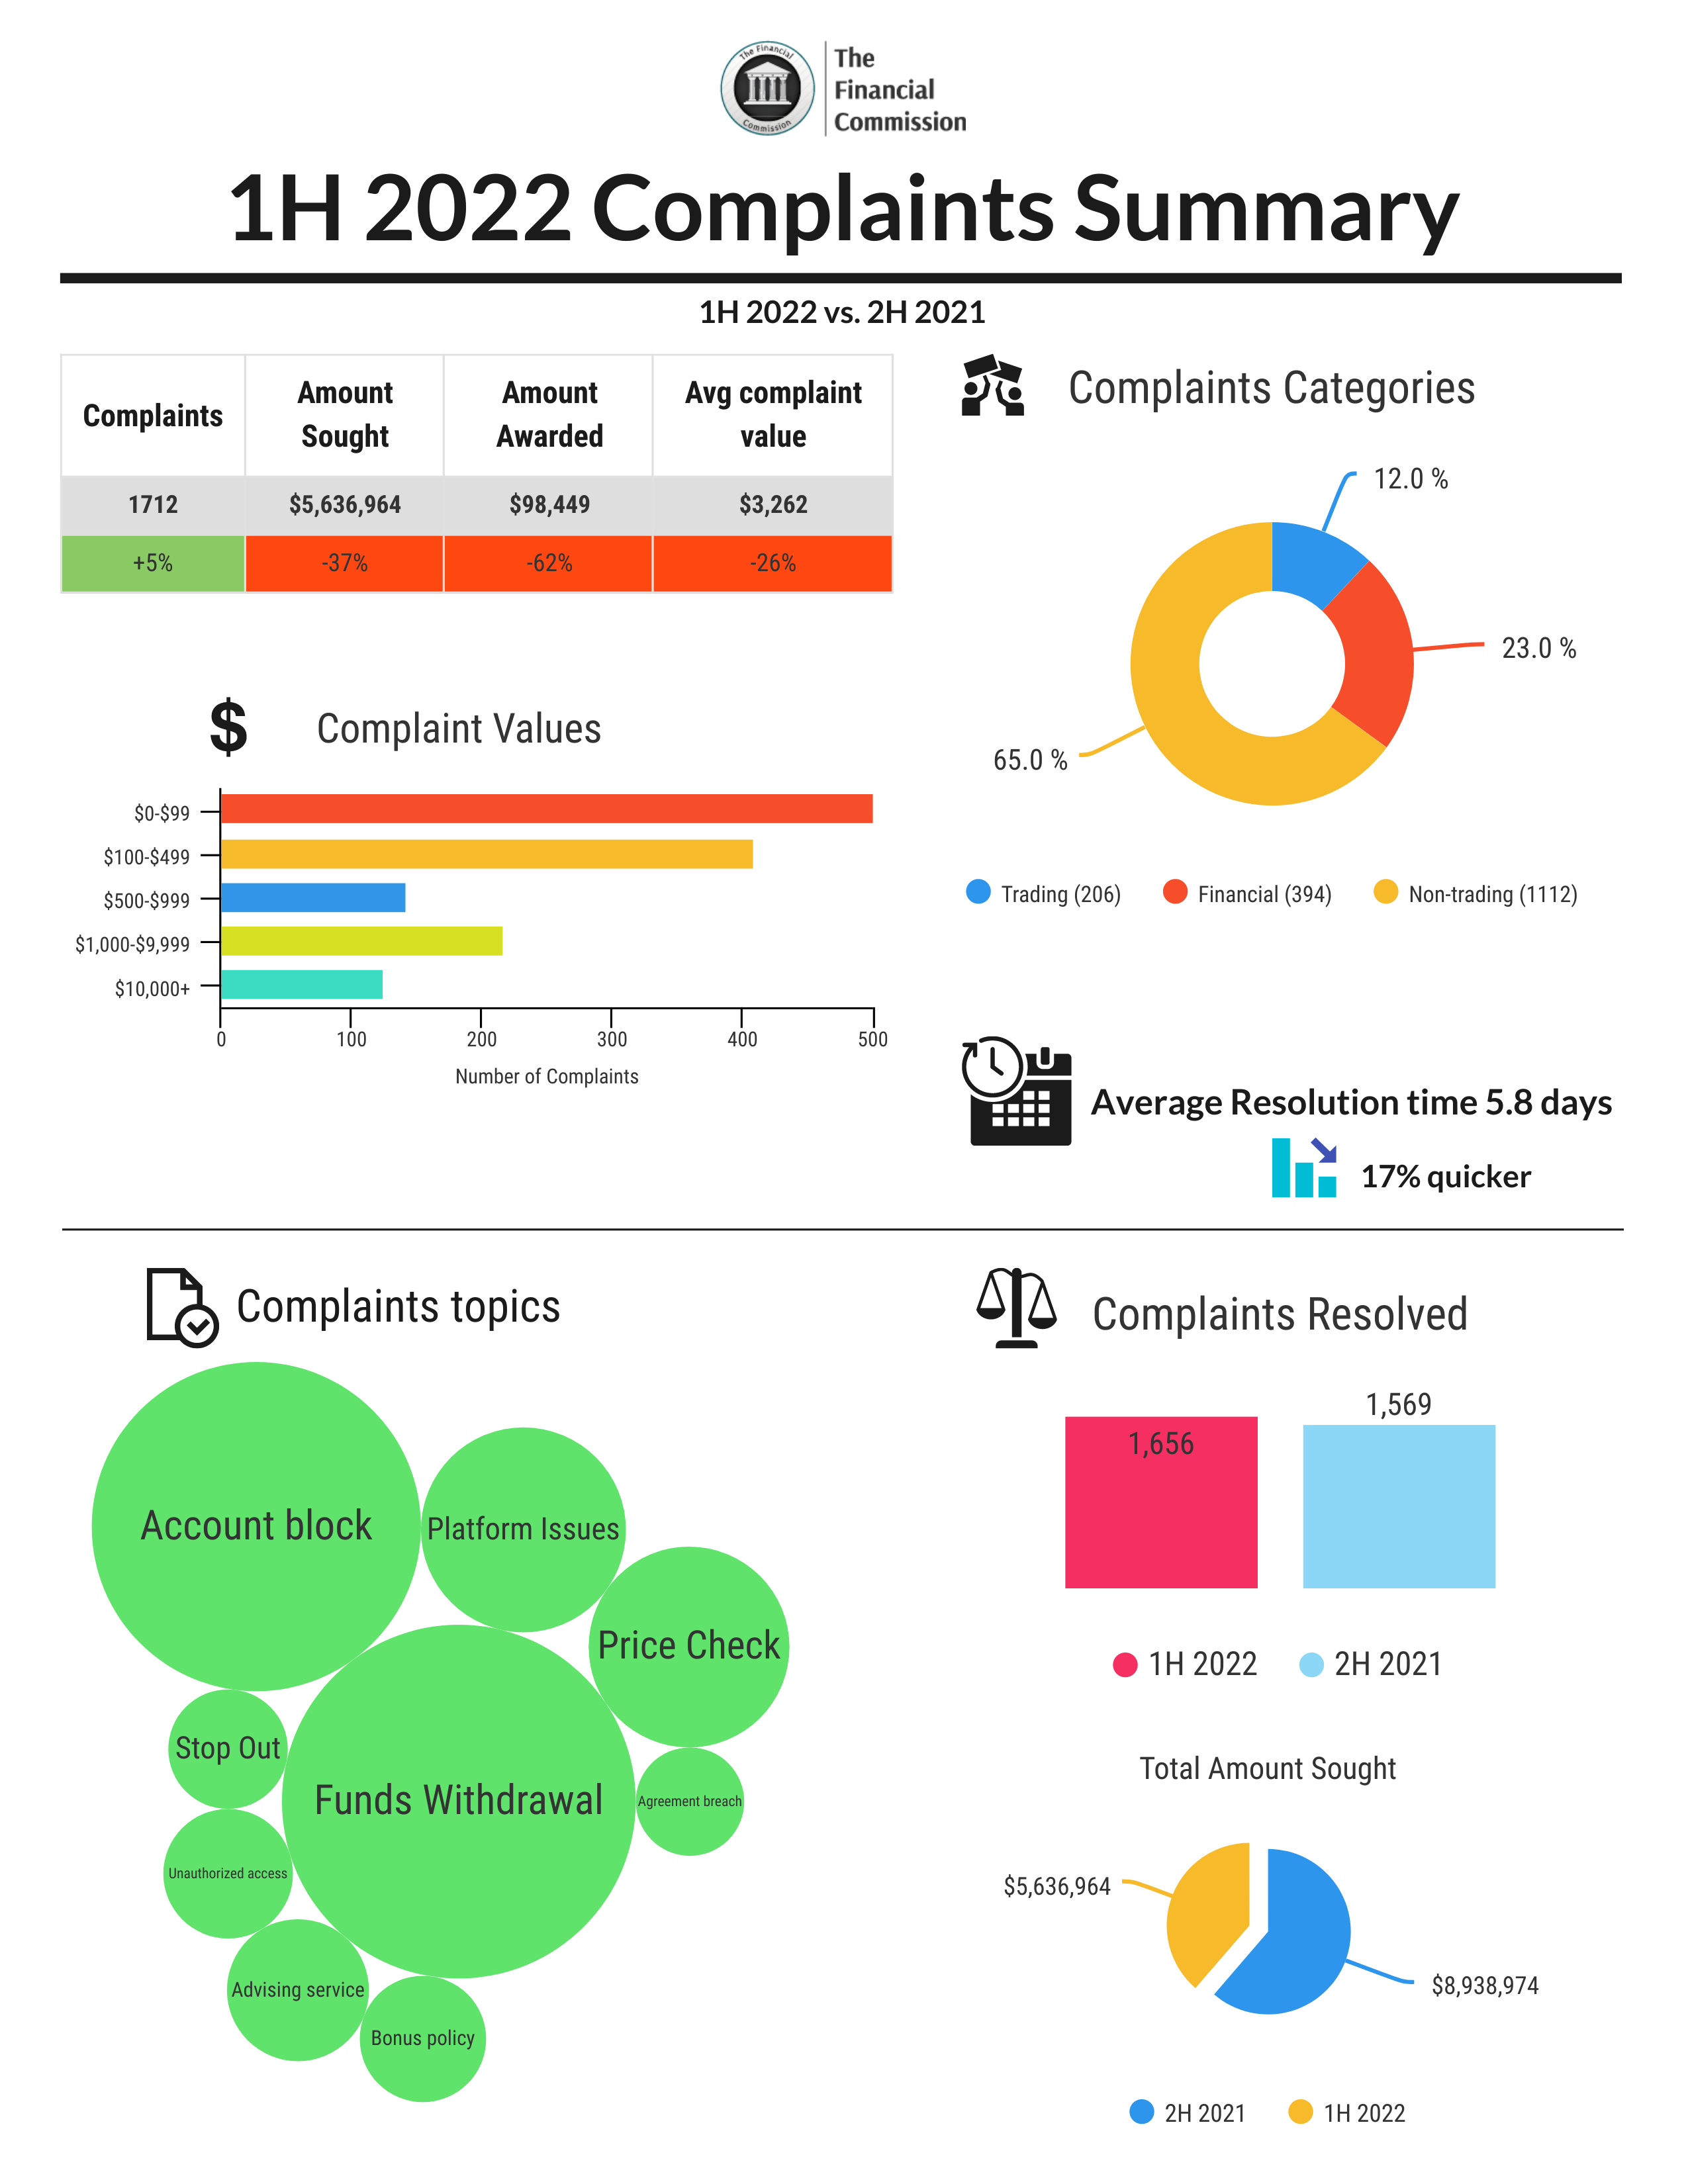 The Financial
Commission
The
Financial
Commission
1H 2022 Complaints Summary
1H 2022 vs. 2H 2021
Complaints
Amount
Sought
Amount
Awarded
Avg complaint
value
1712
$5,636,964
$98,449
$3,262
+5%
-37%
-62%
-26%
Complaints Categories
12.0 %
23.0 %
65.0 %
Trading (206)
Financial (394)
Non-trading (1112)
$
Complaint Values
$0-$99
$100-$499
$500-$999
$1,000-$9,999
$10,000+
0
100
200
300
400
500
Number of Complaints
Average Resolution time 5.8 days
17% quicker
Complaints topics
Account block
Platform Issues
Price Check
Stop Out
Funds Withdrawal
Agreement breach
Unauthorized access
Advising service
Bonus policy
Complaints Resolved
1,656
1,569
1H 2022
2H 2021
Total Amount Sought
$5,636,964
$8,938,974
2H 2021
1H 2022